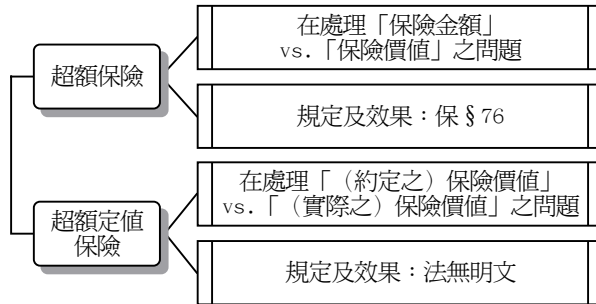 超額保險
在處理「保險金額」
vs.「保險價值」之問題
規定及效果：保§76
超額定值
保險
在處理「（約定之）保險價值」
vs.「（實際之）保險價值」之問題
規定及效果：法無明文